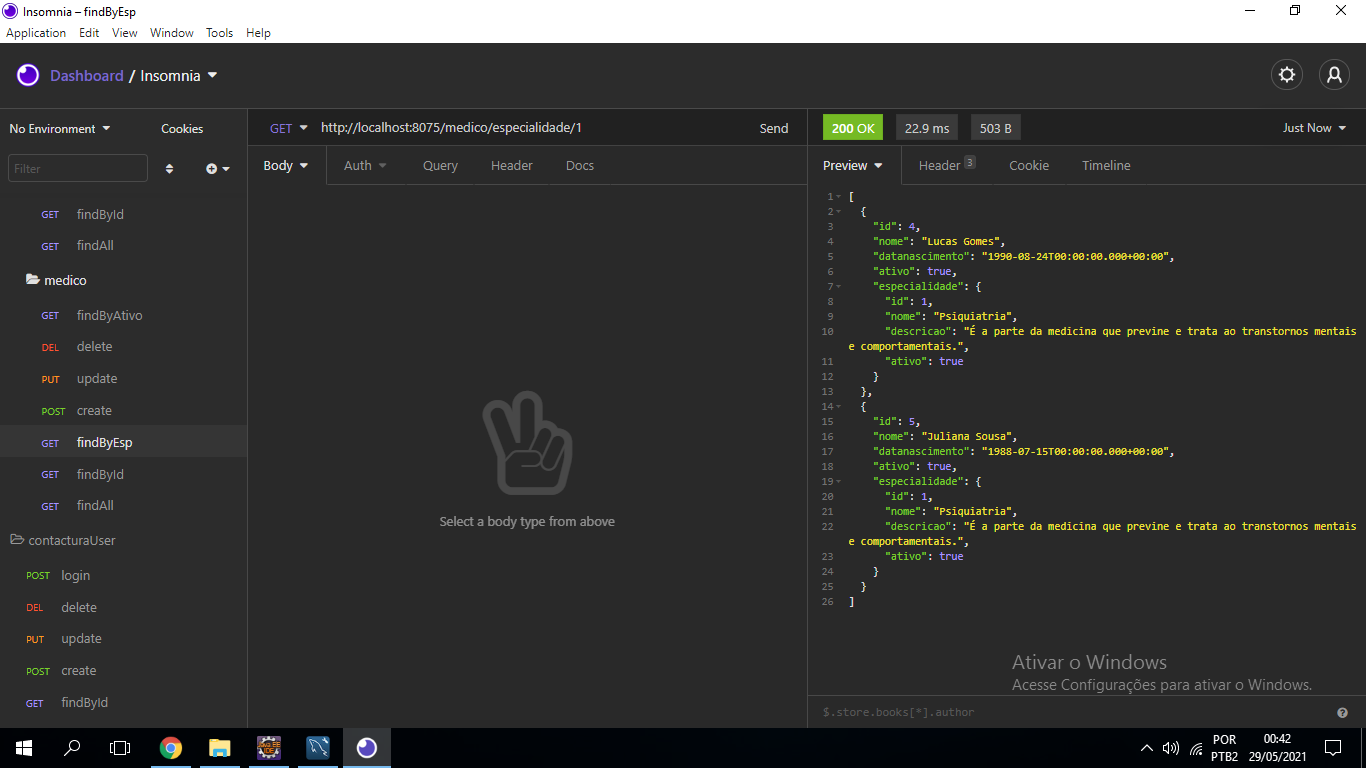 Insomnia – findByEsp
Application Edit View Window Tools Help
Dashboard / Insomnia
No Environment Cookies
Filter
GET findById
GET findAll
medico
GET findByAtivo
DEL delete
PUT update
POST create
GET findByEsp
GET findById
GET findAll
contacturaUser
POST login
DEL delete
PUT update
POST create
GET findById
GET http://localhost:8075/medico/especialidade/1 Send
Body Auth Query Header Docs
Select a body type from above
200 OK 22.9 ms 503 B Just Now
Preview Header 3 Cookie Timeline
1 [
2 {
3 "id": 4,
4 "nome": "Lucas Gomes",
5 "datanascimento": "1990-08-24T00:00:00.000+00:00",
6 "ativo": true,
7 "especialidade": {
8 "id": 1,
9 "nome": "Psiquiatria",
10 "descricao": "É a parte da medicina que previne e trata ao transtornos mentais
e comportamentais.",
11 "ativo": true
12 }
13 },
14 {
15 "id": 5,
16 "nome": "Juliana Sousa",
17 "datanascimento": "1988-07-15T00:00:00.000+00:00",
18 "ativo": true,
19 "especialidade": {
20 "id": 1,
21 "nome": "Psiquiatria",
22 "descricao": "É a parte da medicina que previne e trata ao transtornos mentais
e comportamentais.",
23 "ativo": true
24 }
25 }
26 ]
Ativar o Windows
Acesse Configurações para ativar o Windows.
$.store.books[*].author
POR
PTB2
00:42
29/05/2021